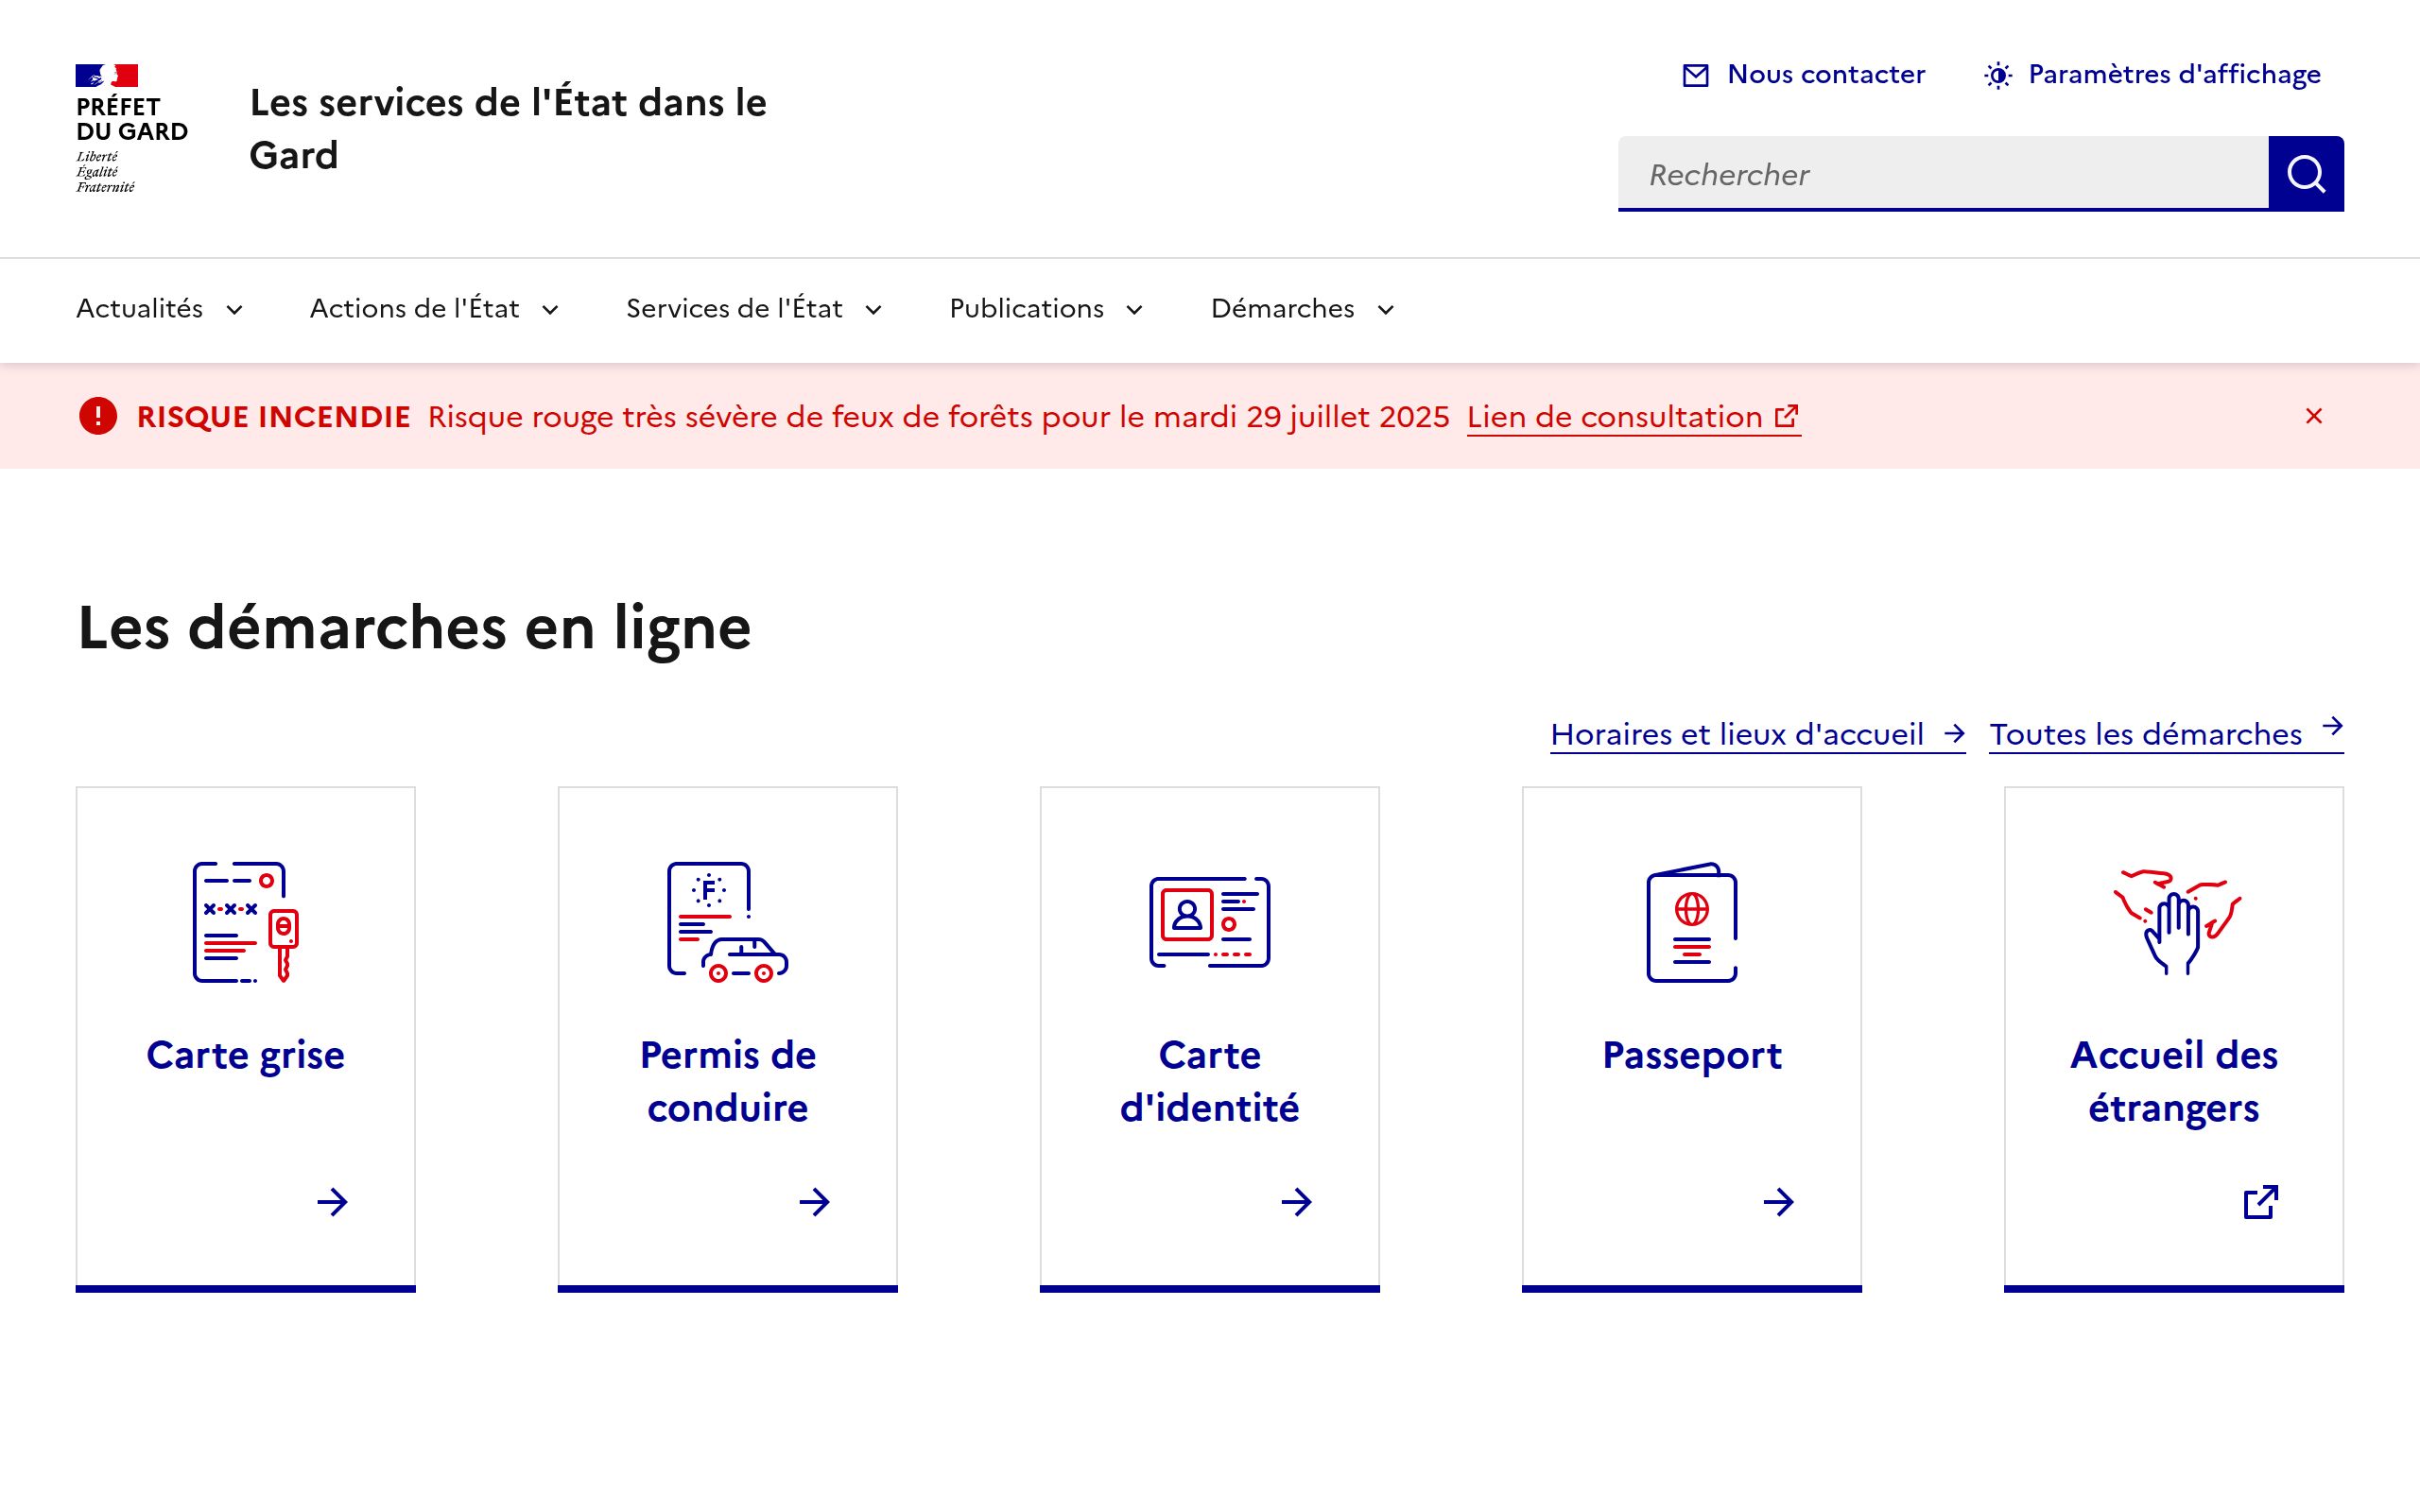 PRÉFET
DU GARD
Liberté
Égalité
Fraternité
Les services de l'État dans le
Gard
Nous contacter
Paramètres d'affichage
Rechercher
Actualités
Actions de l'État
Services de l'État
Publications
Démarches
RISQUE INCENDIE Risque rouge très sévère de feux de forêts pour le mardi 29 juillet 2025 Lien de consultation
Les démarches en ligne
Horaires et lieux d'accueil
Toutes les démarches
F
Carte grise
Permis de
conduire
Carte
d'identité
Passeport
Accueil des
étrangers